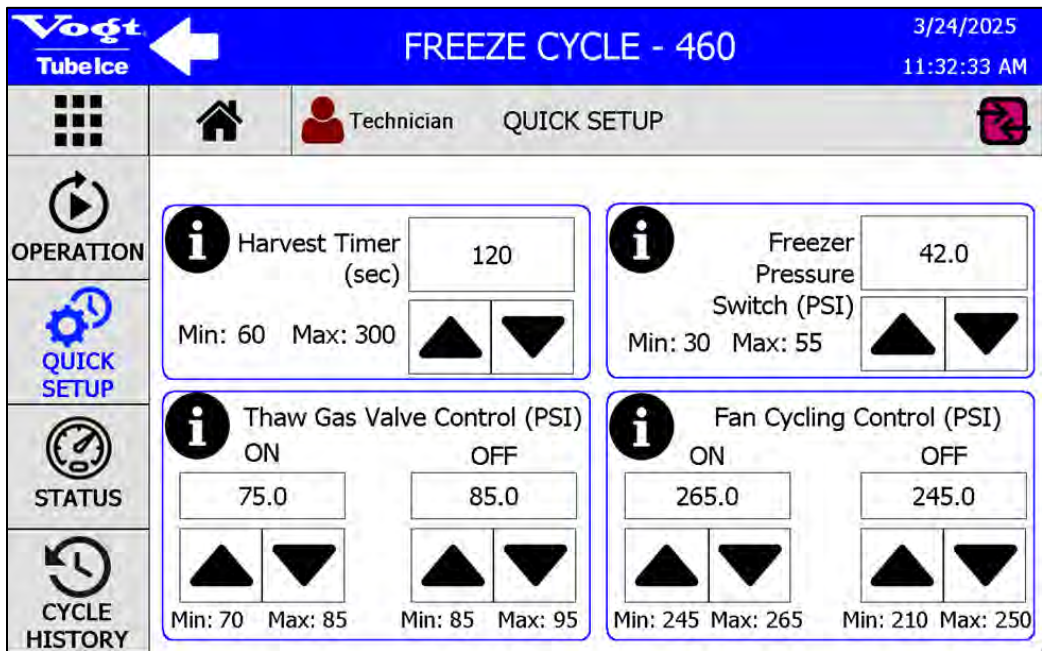 Vogt
TubeIce
FREEZE CYCLE - 460
3/24/2025
11:32:33 AM
Technician
QUICK SETUP
OPERATION
QUICK
SETUP
STATUS
CYCLE
HISTORY
Harvest Timer
(sec)
120
Min: 60 Max: 300
Freezer
Pressure
Switch (PSI)
42.0
Min: 30 Max: 55
Thaw Gas Valve Control (PSI)
ON OFF
75.0 85.0
Min: 70 Max: 85 Min: 85 Max: 95
Fan Cycling Control (PSI)
ON OFF
265.0 245.0
Min: 245 Max: 265 Min: 210 Max: 250